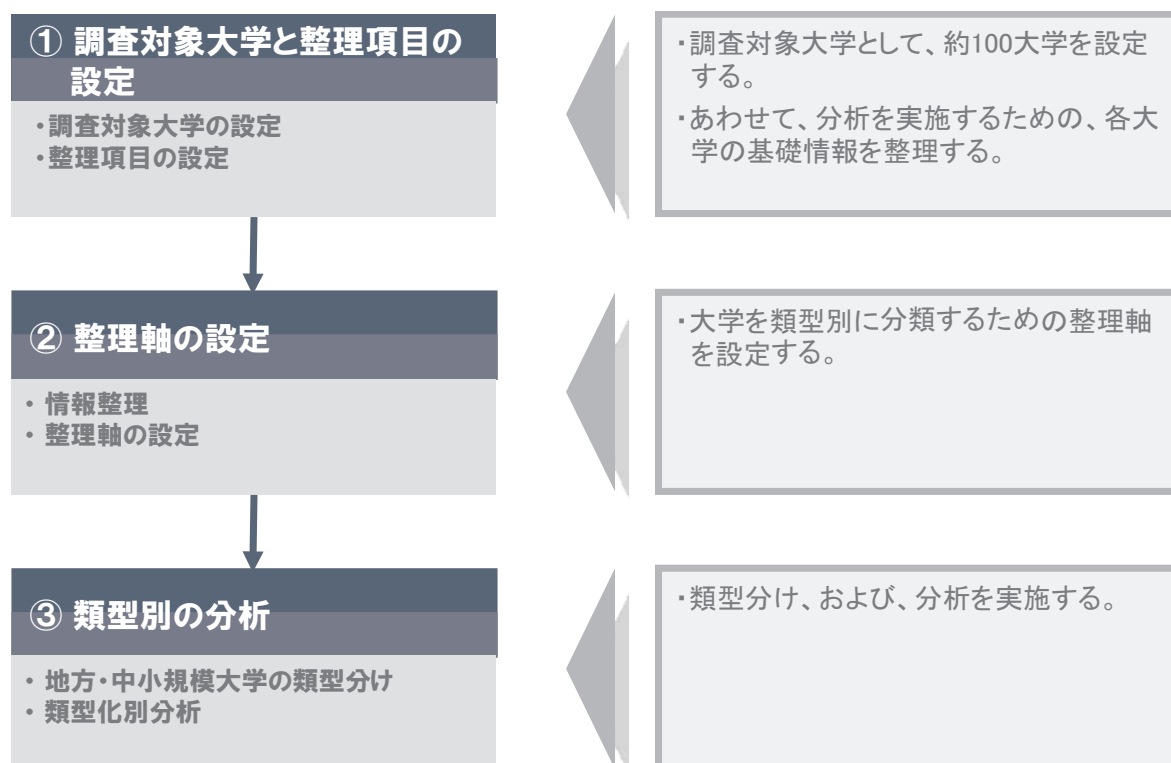 ① 調査対象大学と整理項目の
設定
・調査対象大学の設定
・整理項目の設定
・調査対象大学として、約100大学を設定
する。
・あわせて、分析を実施するための、各大
学の基礎情報を整理する。
② 整理軸の設定
・ 情報整理
・ 整理軸の設定
・大学を類型別に分類するための整理軸
を設定する。
③ 類型別の分析
・ 地方・中小規模大学の類型分け
・ 類型化別分析
・類型分け、および、分析を実施する。